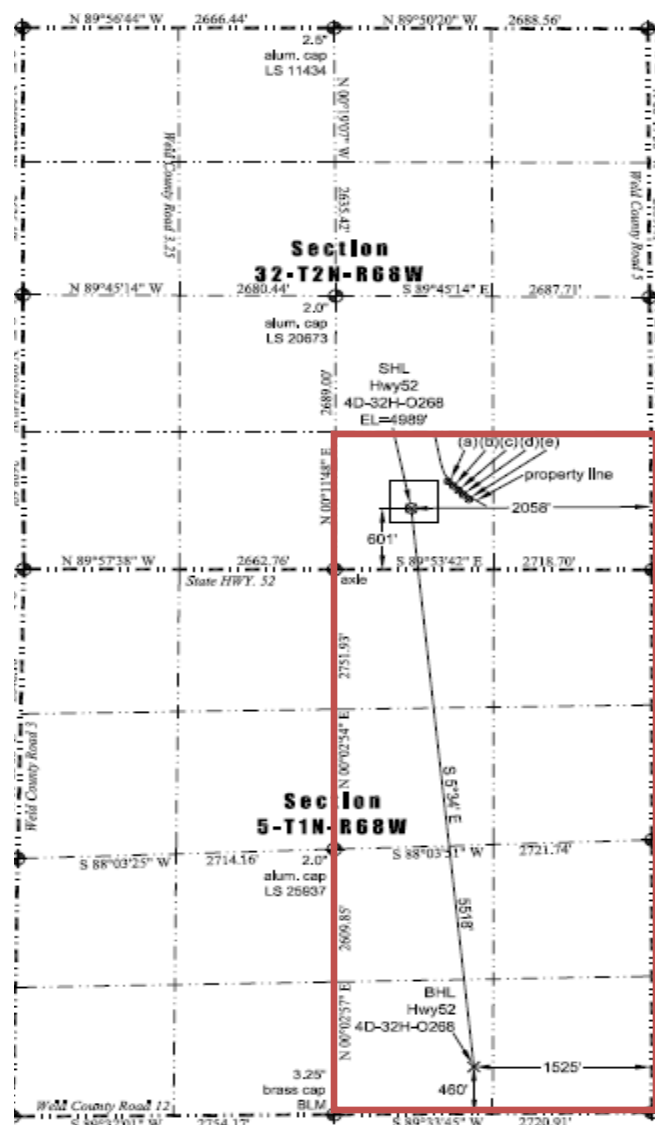 N 89°56'44" W 2666.44' N 89°50'20" W 2688.56'
2.5"
alum. cap
LS 11434
N 00°19'07" W
2635.42'
Weld County Road 3.25
Weld County Road 5
Section
32-T2N-R68W
N 89°45'14" W 2680.44' S 89°45'14" E 2687.71'
2.0"
alum. cap
LS 20673
2689.00'
SHL
Hwy52
4D-32H-O268
EL=4989'
(a)(b)(c)(d)(e)
property line
N 00°11'48" E
2058'
601'
N 89°57'38" W 2662.76' S 89°53'42" E 2718.70'
State HWY. 52
axle
2751.93'
N 00°02'54" E
Weld County Road 3
S 5°34' E
Section
5-T1N-R68W
S 88°03'25" W 2714.16' S 88°03'51" W 2721.74'
2.0"
alum. cap
LS 25937
5518'
2609.85'
N 00°02'57" E
BHL
Hwy52
4D-32H-O268
1525'
460'
3.25"
brass cap
BLM
Weld County Road 12
S 89°32'01" W 2754.17' S 89°33'45" W 2720.91'